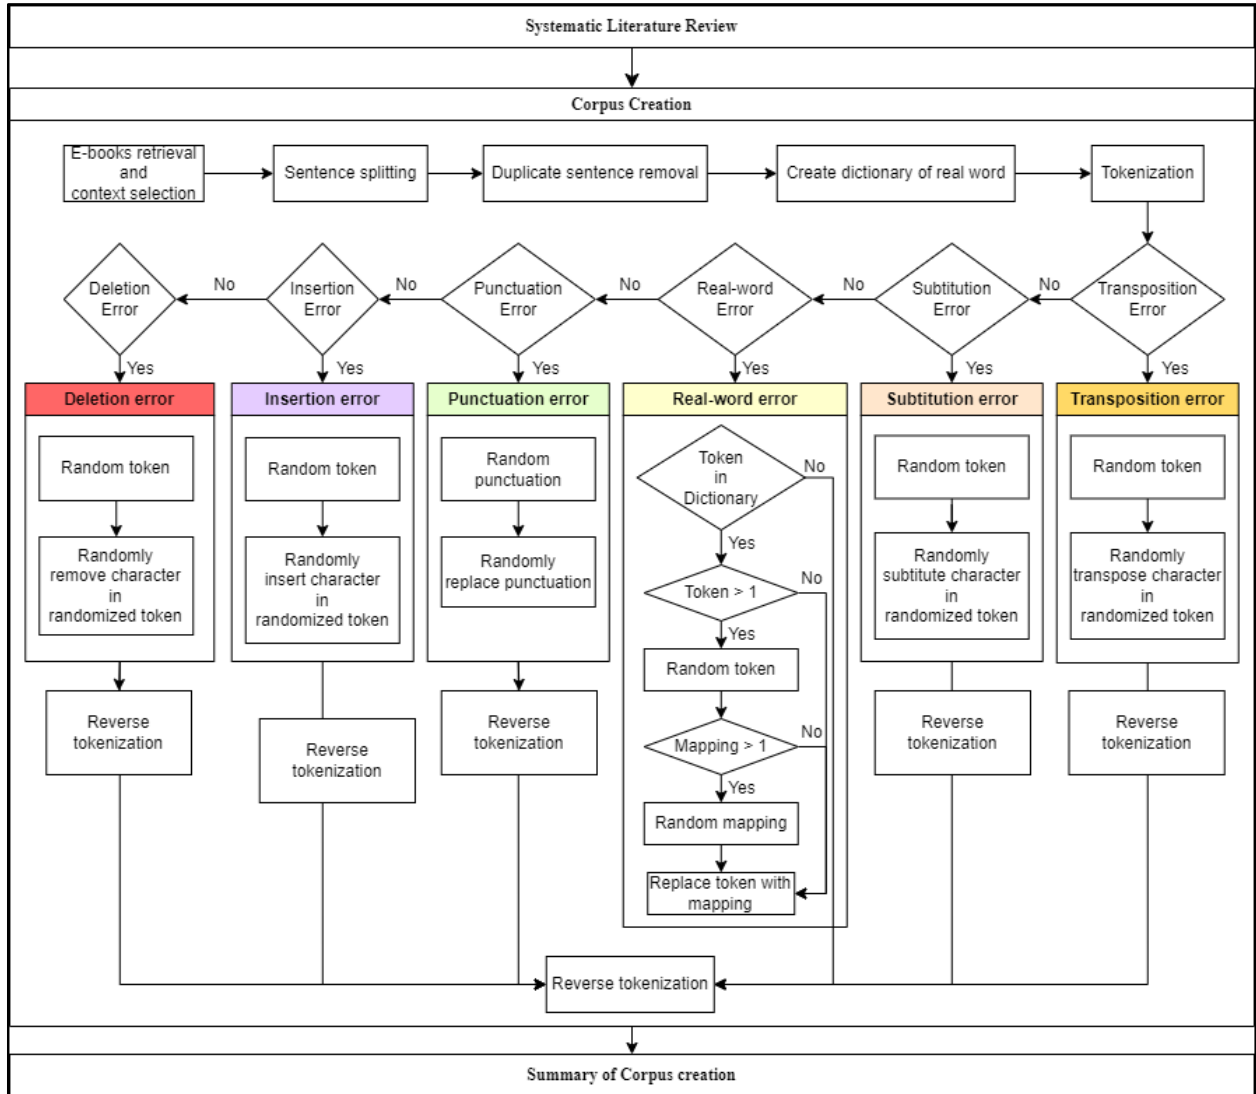 Systematic Literature Review
Corpus Creation
E-books retrieval
and
context selection
Sentence splitting
Duplicate sentence removal
Create dictionary of real word
Tokenization
Deletion
Error
No
Insertion
Error
No
Punctuation
Error
No
Real-word
Error
No
Subtitution
Error
No
Transposition
Error
Yes
Yes
Yes
Yes
Yes
Yes
Deletion error
Random token
Randomly
remove character
in
randomized token
Reverse
tokenization
Insertion error
Random token
Randomly
insert character
in
randomized token
Reverse
tokenization
Punctuation error
Random
punctuation
Randomly
replace punctuation
Reverse
tokenization
Real-word error
Token
in
Dictionary
No
Yes
Token > 1
No
Yes
Random token
Mapping > 1
No
Yes
Random mapping
Replace token with
mapping
Subtitution error
Random token
Randomly
subtitute character
in
randomized token
Reverse
tokenization
Transposition error
Random token
Randomly
transpose character
in
randomized token
Reverse
tokenization
Reverse tokenization
Summary of Corpus creation